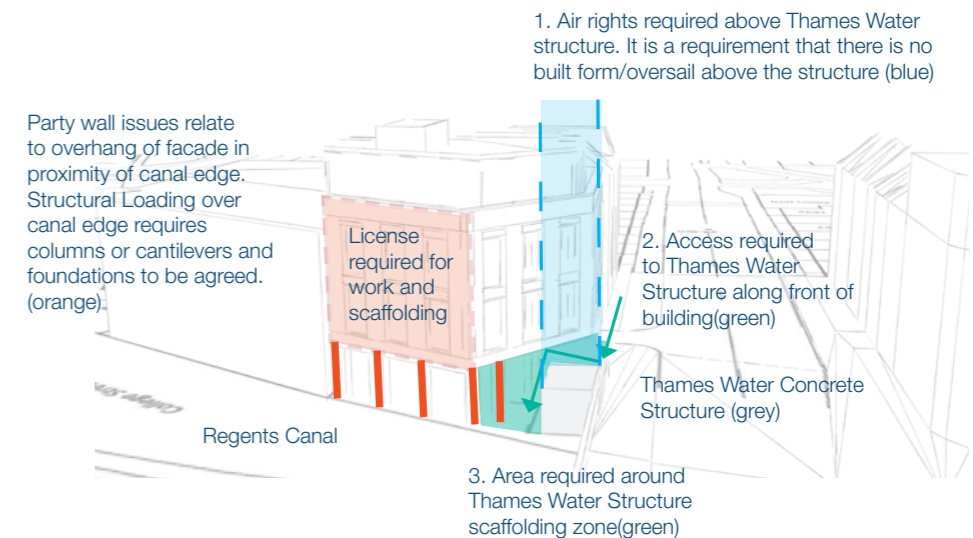 1. Air rights required above Thames Water
structure. It is a requirement that there is no
built form/oversail above the structure (blue)
Party wall issues relate
to overhang of facade in
proximity of canal edge.
Structural Loading over
canal edge requires
columns or cantilevers and
foundations to be agreed.
(orange)
License
required for
work and
scaffolding
2. Access required
to Thames Water
Structure along front of
building(green)
Thames Water Concrete
Structure (grey)
College
Regents Canal
3. Area required around
Thames Water Structure
scaffolding zone(green)